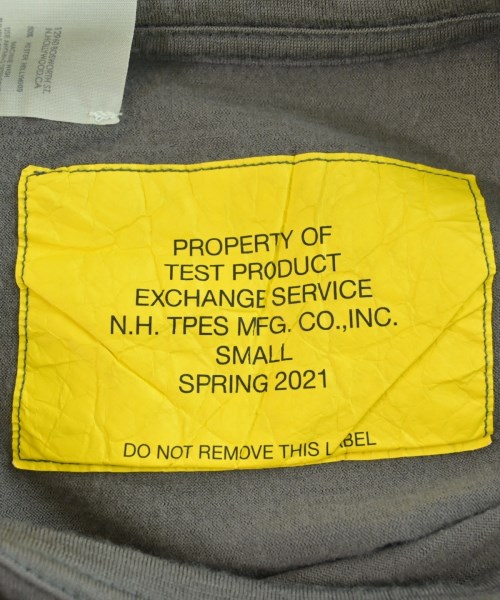 PROPERTY OF
TEST PRODUCT
EXCHANGE SERVICE
N.H. TPES MFG. CO.,INC.
SMALL
SPRING 2021
DO NOT REMOVE THIS LABEL